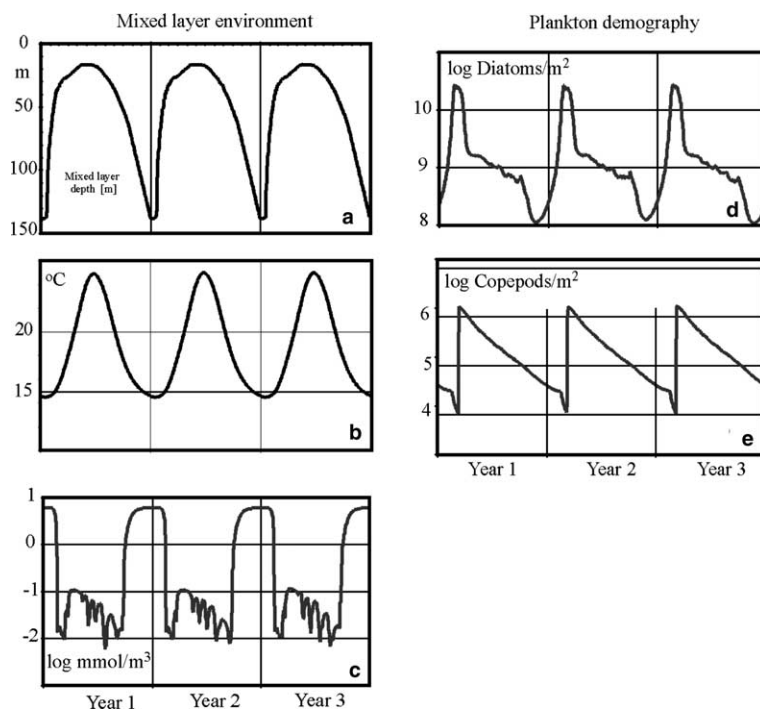 Mixed layer environment
0
m
50
100
150
Mixed layer
depth [m]
a
°C
20
15
b
1
0
-1
-2
log mmol/m³
c
Year 1 Year 2 Year 3
Plankton demography
log Diatoms/m²
10
9
8
d
log Copepods/m²
6
5
4
e
Year 1 Year 2 Year 3